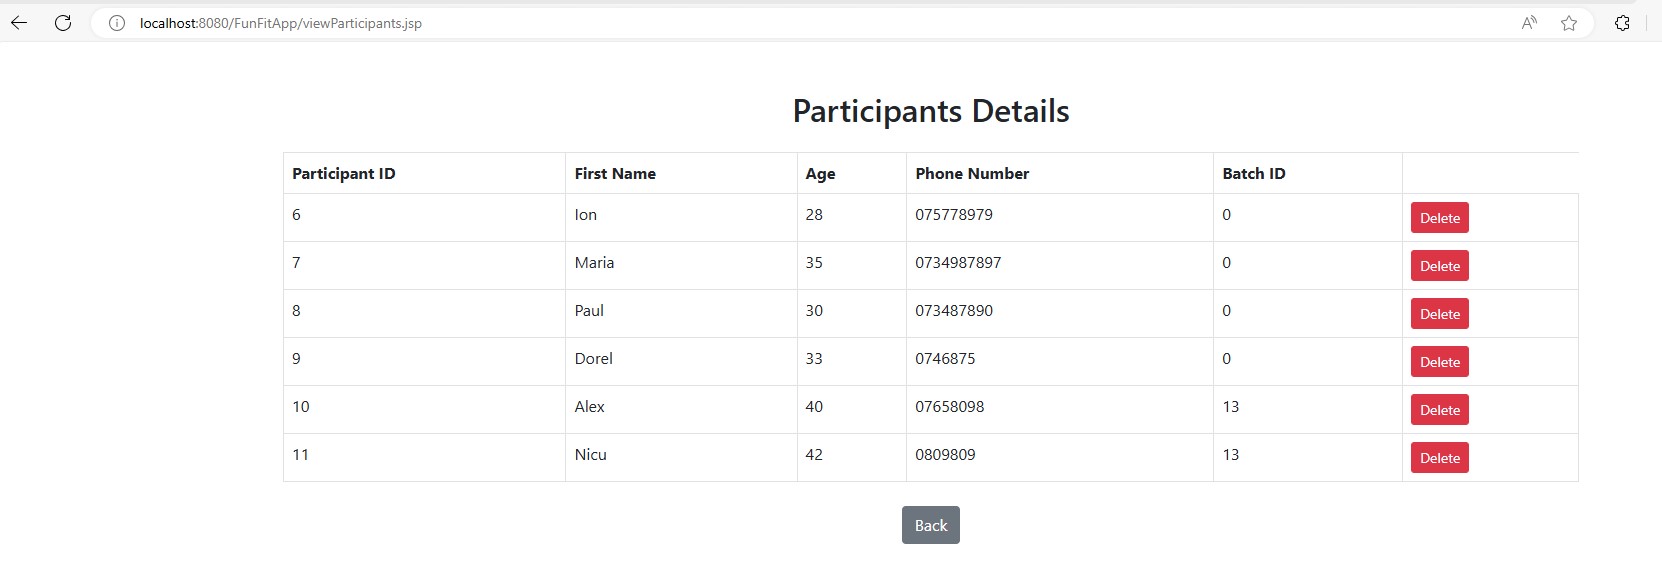 localhost:8080/FunFitApp/viewParticipants.jsp
Participants Details
Participant ID First Name Age Phone Number Batch ID
6 Ion 28 075778979 0 Delete
7 Maria 35 0734987897 0 Delete
8 Paul 30 073487890 0 Delete
9 Dorel 33 0746875 0 Delete
10 Alex 40 07658098 13 Delete
11 Nicu 42 0809809 13 Delete
Back